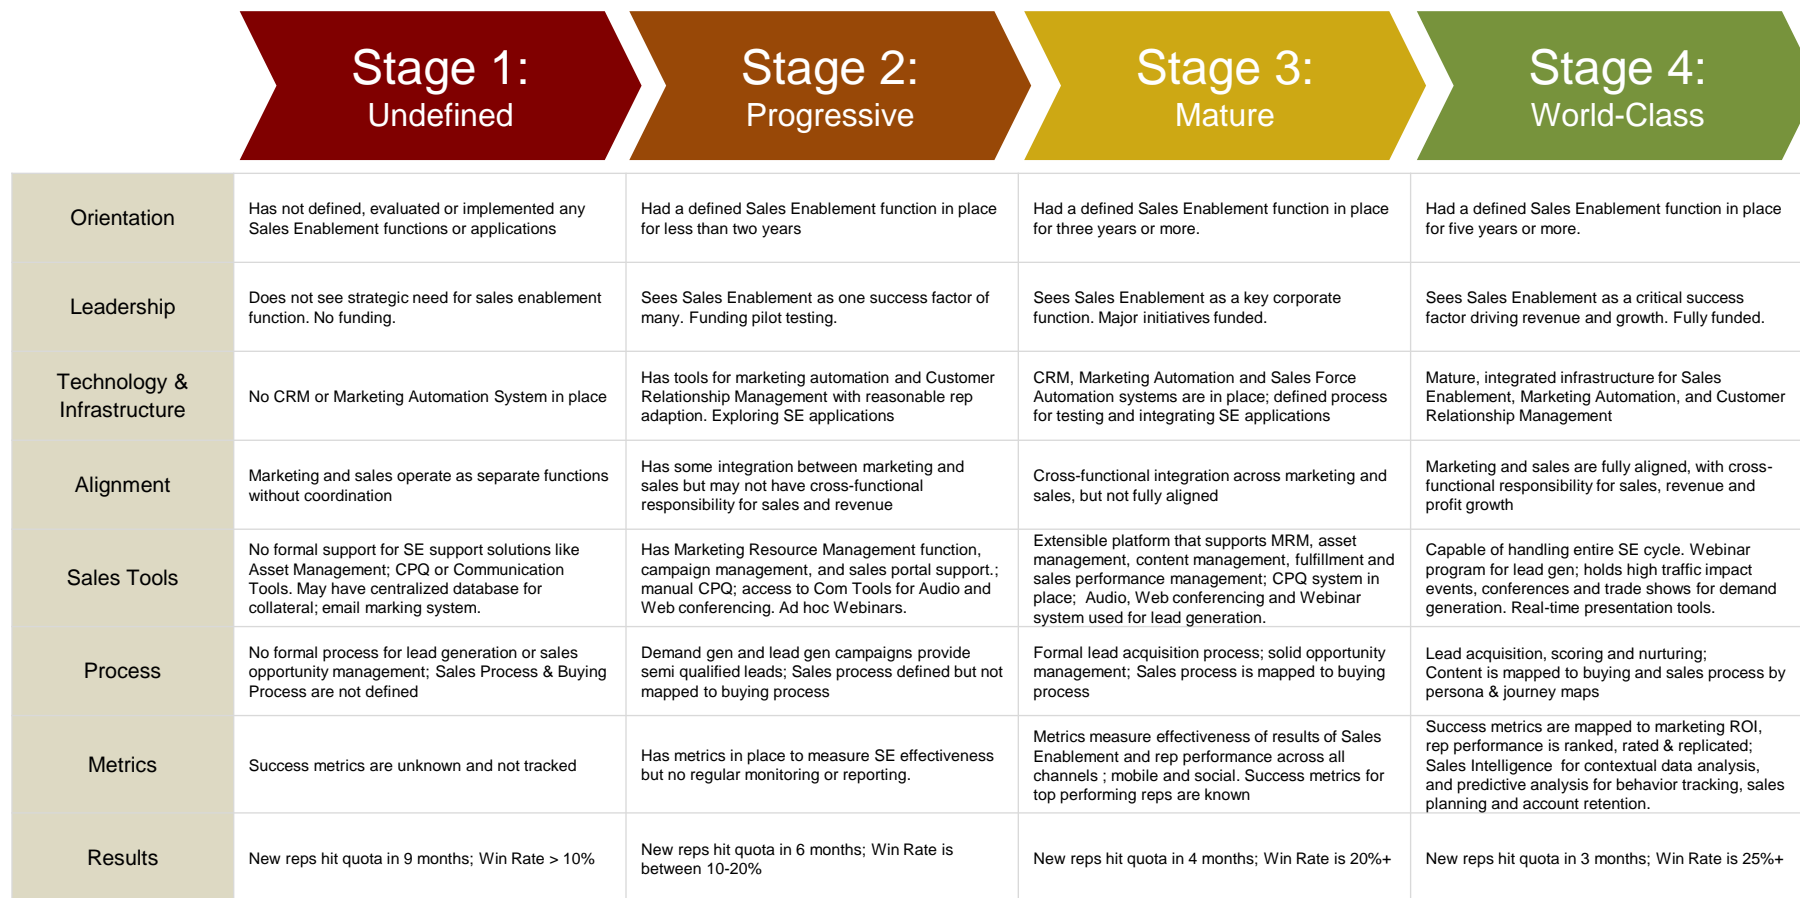 Stage 1:
Undefined
Stage 2:
Progressive
Stage 3:
Mature
Stage 4:
World-Class
Orientation
Has not defined, evaluated or implemented any
Sales Enablement functions or applications
Had a defined Sales Enablement function in place
for less than two years
Had a defined Sales Enablement function in place
for three years or more.
Had a defined Sales Enablement function in place
for five years or more.
Leadership
Does not see strategic need for sales enablement
function. No funding.
Sees Sales Enablement as one success factor of
many. Funding pilot testing.
Sees Sales Enablement as a key corporate
function. Major initiatives funded.
Sees Sales Enablement as a critical success
factor driving revenue and growth. Fully funded.
Technology &
Infrastructure
No CRM or Marketing Automation System in place
Has tools for marketing automation and Customer
Relationship Management with reasonable rep
adaption. Exploring SE applications
CRM, Marketing Automation and Sales Force
Automation systems are in place; defined process
for testing and integrating SE applications
Mature, integrated infrastructure for Sales
Enablement, Marketing Automation, and Customer
Relationship Management
Alignment
Marketing and sales operate as separate functions
without coordination
Has some integration between marketing and
sales but may not have cross-functional
responsibility for sales and revenue
Cross-functional integration across marketing and
sales, but not fully aligned
Marketing and sales are fully aligned, with cross-
functional responsibility for sales, revenue and
profit growth
Sales Tools
No formal support for SE support solutions like
Asset Management; CPQ or Communication
Tools. May have centralized database for
collateral; email marking system.
Has Marketing Resource Management function,
campaign management, and sales portal support.;
manual CPQ; access to Com Tools for Audio and
Web conferencing. Ad hoc Webinars.
Extensible platform that supports MRM, asset
management, content management, fulfillment and
sales performance management; CPQ system in
place;  Audio, Web conferencing and Webinar
system used for lead generation.
Capable of handling entire SE cycle. Webinar
program for lead gen; holds high traffic impact
events, conferences and trade shows for demand
generation. Real-time presentation tools.
Process
No formal process for lead generation or sales
opportunity management; Sales Process & Buying
Process are not defined
Demand gen and lead gen campaigns provide
semi qualified leads; Sales process defined but not
mapped to buying process
Formal lead acquisition process; solid opportunity
management; Sales process is mapped to buying
process
Lead acquisition, scoring and nurturing;
Content is mapped to buying and sales process by
persona & journey maps
Metrics
Success metrics are unknown and not tracked
Has metrics in place to measure SE effectiveness
but no regular monitoring or reporting.
Metrics measure effectiveness of results of Sales
Enablement and rep performance across all
channels ; mobile and social. Success metrics for
top performing reps are known
Success metrics are mapped to marketing ROI,
rep performance is ranked, rated & replicated;
Sales Intelligence  for contextual data analysis,
and predictive analysis for behavior tracking, sales
planning and account retention.
Results
New reps hit quota in 9 months; Win Rate > 10%
New reps hit quota in 6 months; Win Rate is
between 10-20%
New reps hit quota in 4 months; Win Rate is 20%+
New reps hit quota in 3 months; Win Rate is 25%+